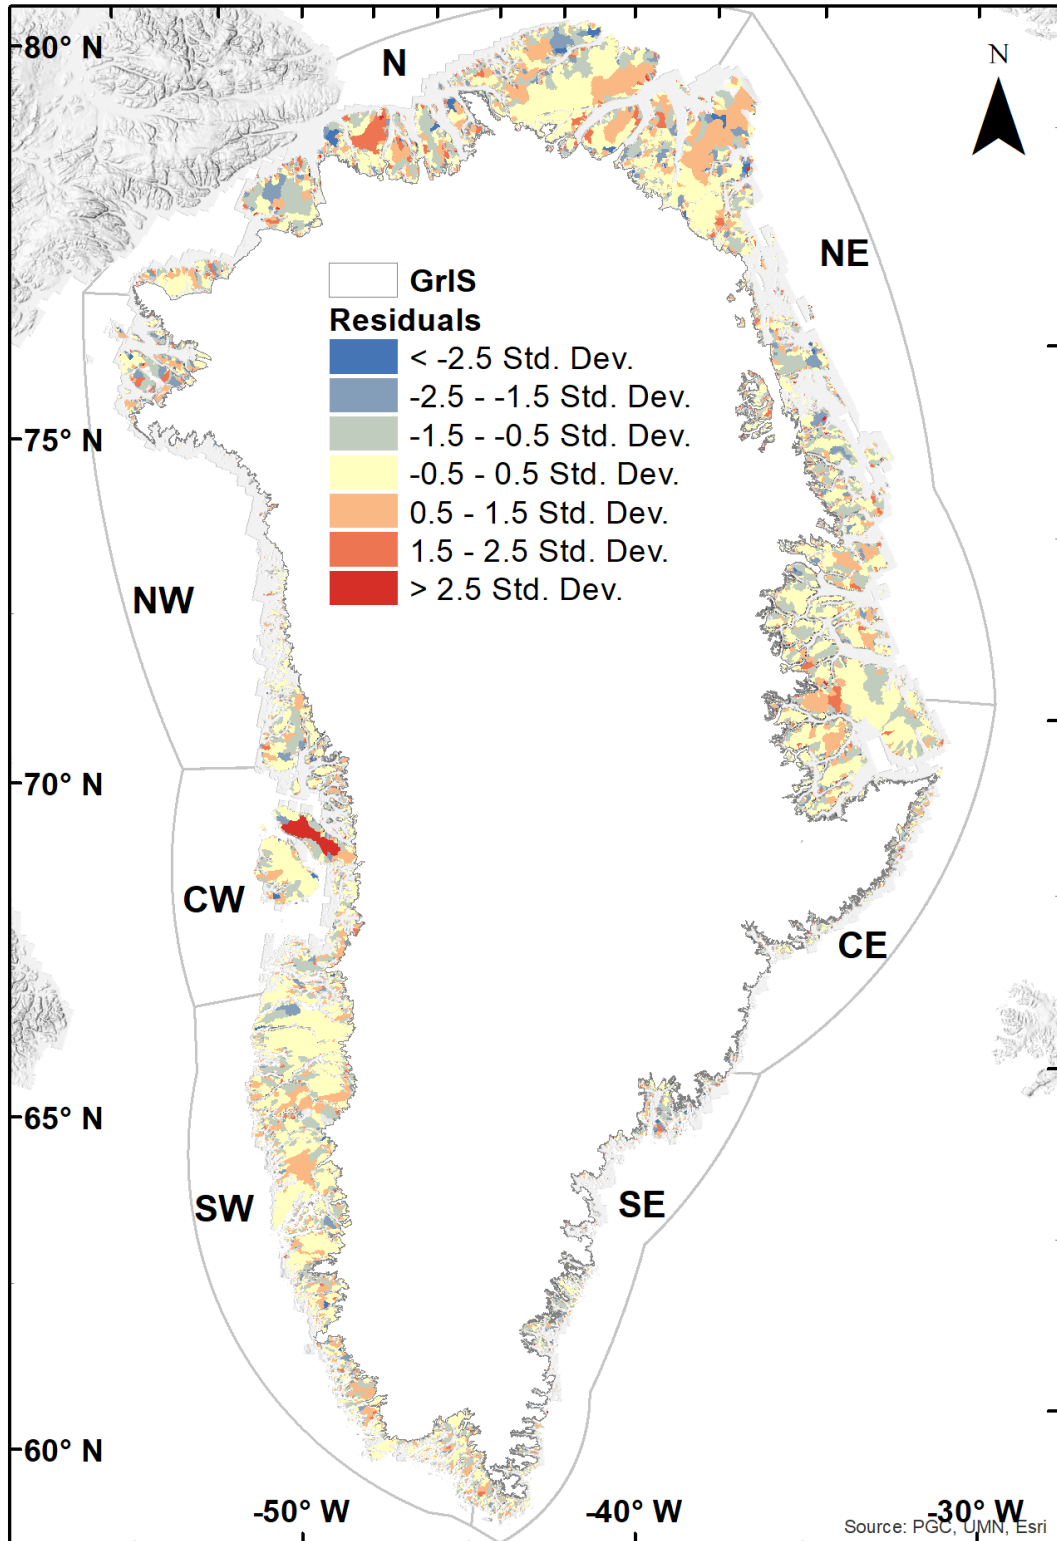 80° N
N
N
NE
GrIS
Residuals
< -2.5 Std. Dev.
-2.5 - -1.5 Std. Dev.
-1.5 - -0.5 Std. Dev.
-0.5 - 0.5 Std. Dev.
0.5 - 1.5 Std. Dev.
1.5 - 2.5 Std. Dev.
> 2.5 Std. Dev.
75° N
NW
70° N
CW
CE
65° N
SW
SE
60° N
-50° W
-40° W
-30° W
Source: PGC, UMN, Esri